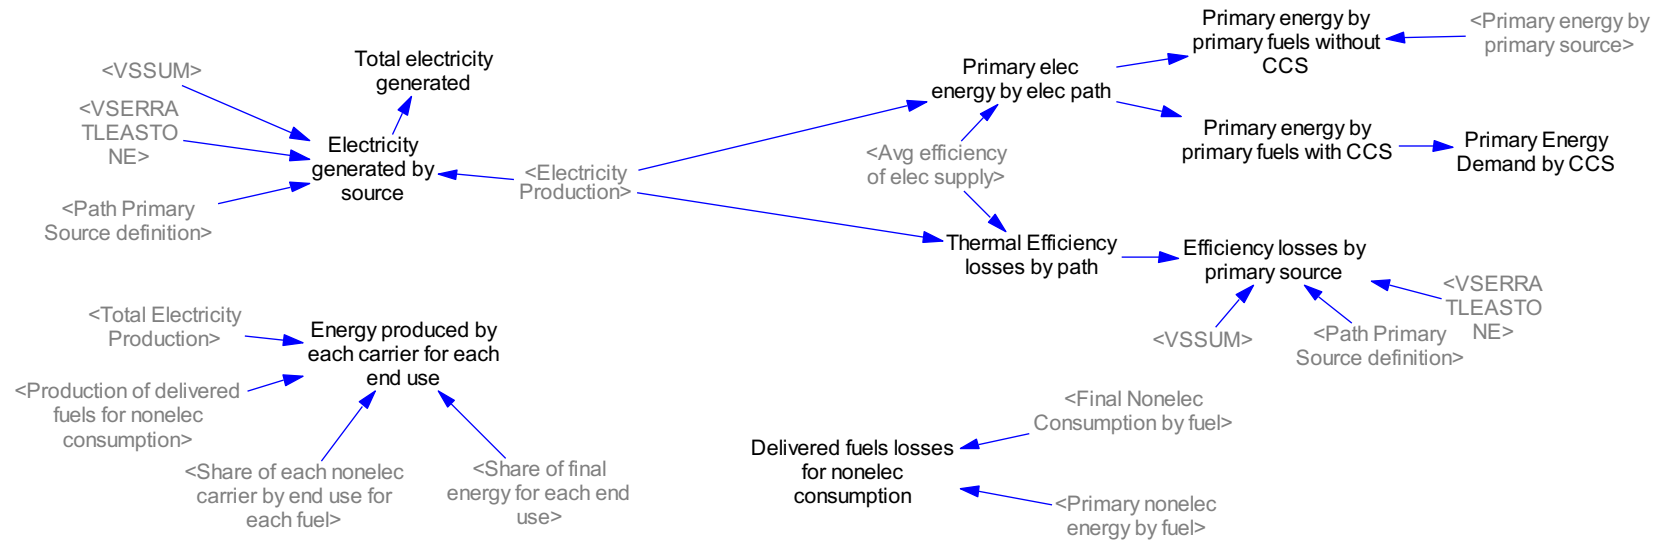 <VSSUM>
<VSERRA
TLEASTO
NE>
<Path Primary
Source definition>
Total electricity
generated
Electricity
generated by
source
<Electricity
Production>
Primary elec
energy by elec path
<Avg efficiency
of elec supply>
Thermal Efficiency
losses by path
Primary energy by
primary fuels without
CCS
<Primary energy by
primary source>
Primary energy by
primary fuels with CCS
Primary Energy
Demand by CCS
Efficiency losses by
primary source
<VSSUM>
<Path Primary
Source definition>
<VSERRA
TLEASTO
NE>
<Total Electricity
Production>
Energy produced by
each carrier for each
end use
<Production of delivered
fuels for nonelec
consumption>
<Share of each nonelec
carrier by end use for
each fuel>
<Share of final
energy for each end
use>
Delivered fuels losses
for nonelec
consumption
<Final Nonelec
Consumption by fuel>
<Primary nonelec
energy by fuel>